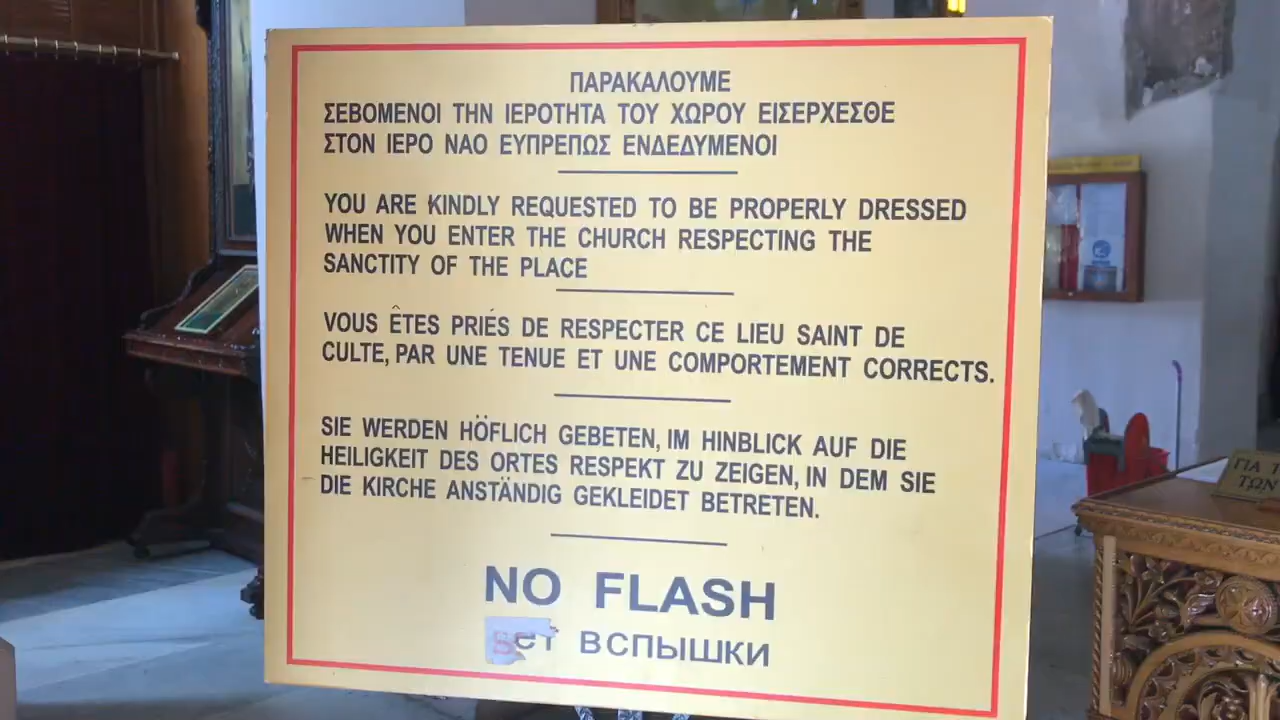 ΠΑΡΑΚΑΛΟΥΜΕ
ΣΕΒΟΜΕΝΟΙ ΤΗΝ ΙΕΡΟΤΗΤΑ ΤΟΥ ΧΩΡΟΥ ΕΙΣΕΡΧΕΣΘΕ
ΣΤΟΝ ΙΕΡΟ ΝΑΟ ΕΥΠΡΕΠΩΣ ΕΝΔΕΔΥΜΕΝΟΙ
YOU ARE KINDLY REQUESTED TO BE PROPERLY DRESSED
WHEN YOU ENTER THE CHURCH RESPECTING THE
SANCTITY OF THE PLACE
VOUS ÊTES PRIÉS DE RESPECTER CE LIEU SAINT DE
CULTE, PAR UNE TENUE ET UNE COMPORTEMENT CORRECTS.
SIE WERDEN HÖFLICH GEBETEN, IM HINBLICK AUF DIE
HEILIGKEIT DES ORTES RESPEKT ZU ZEIGEN, IN DEM SIE
DIE KIRCHE ANSTÄNDIG GEKLEIDET BETRETEN.
NO FLASH
ВСПЫШКИ
ΓΙΑ
ΤΩΝ